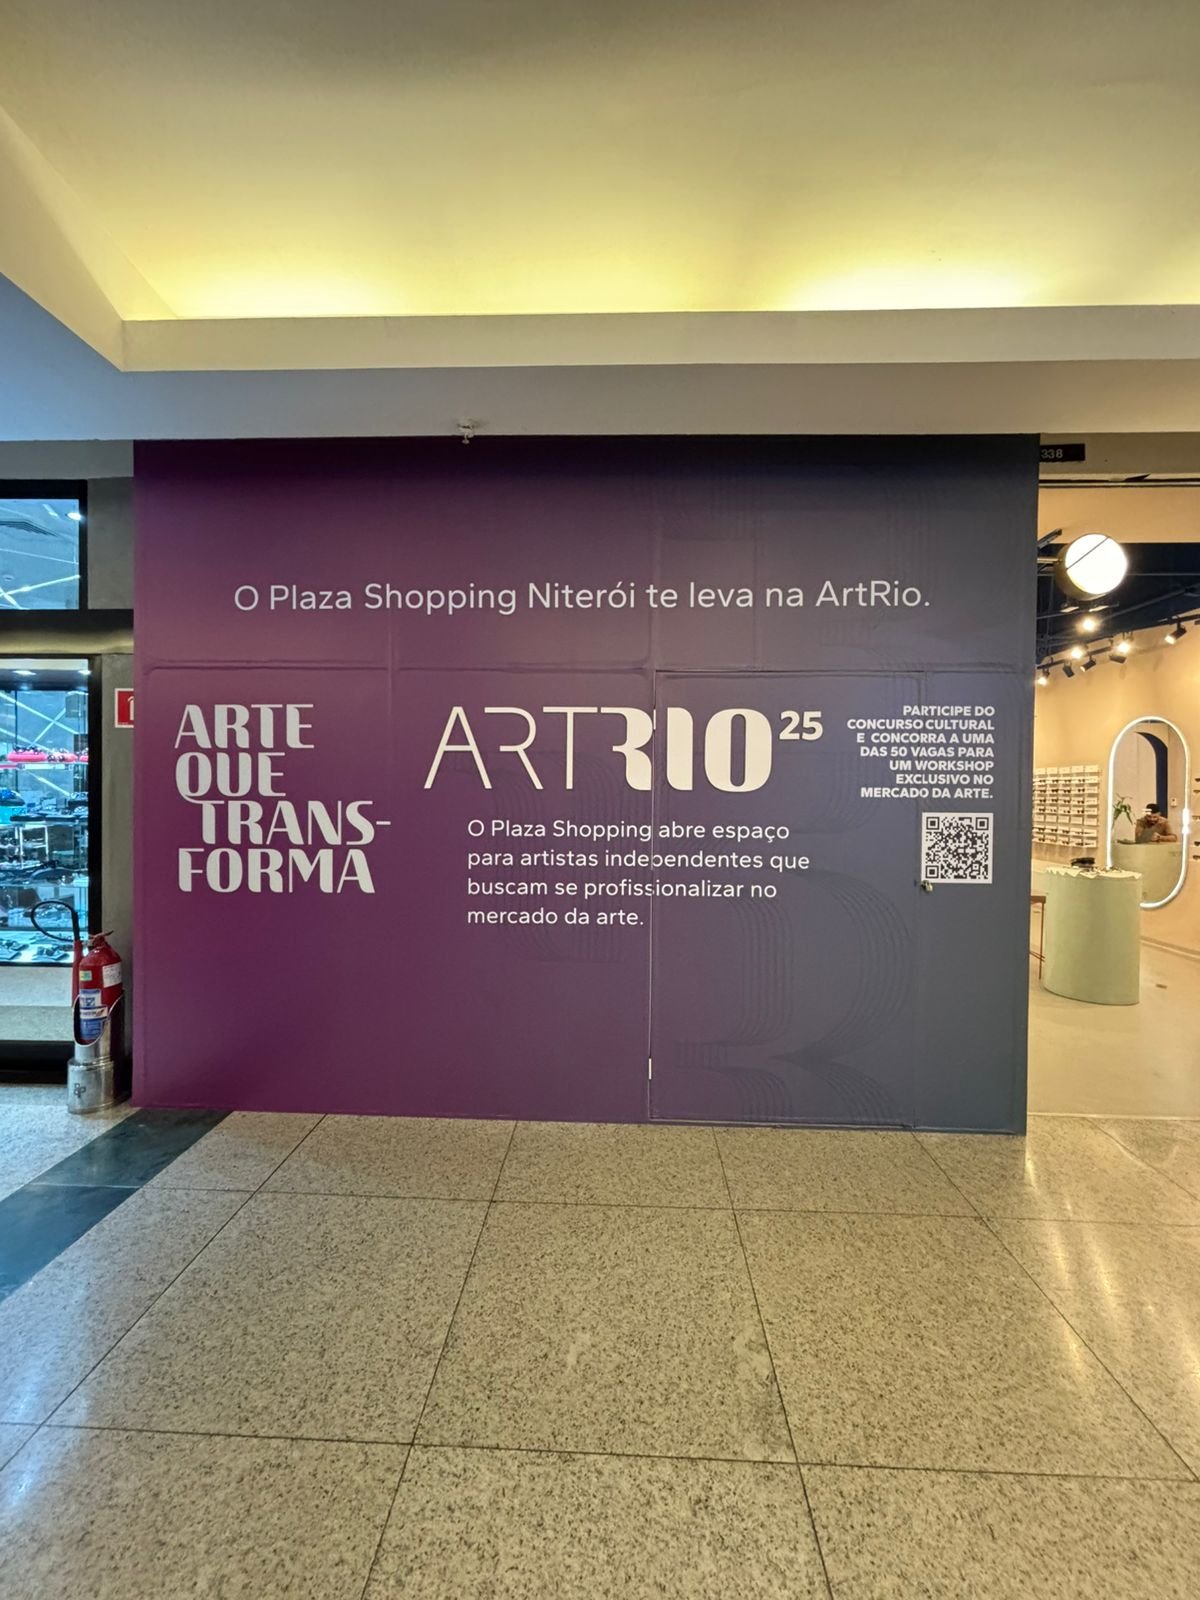 338
O Plaza Shopping Niterói te leva na ArtRio.
ARTE
QUE
TRANS-
FORMA
ARTRIO25
O Plaza Shopping abre espaço
para artistas independentes que
buscam se profissionalizar no
mercado da arte.
PARTICIPE DO
CONCURSO CULTURAL
E CONCORRA A UMA
DAS 50 VAGAS PARA
UM WORKSHOP
EXCLUSIVO NO
MERCADO DA ARTE.